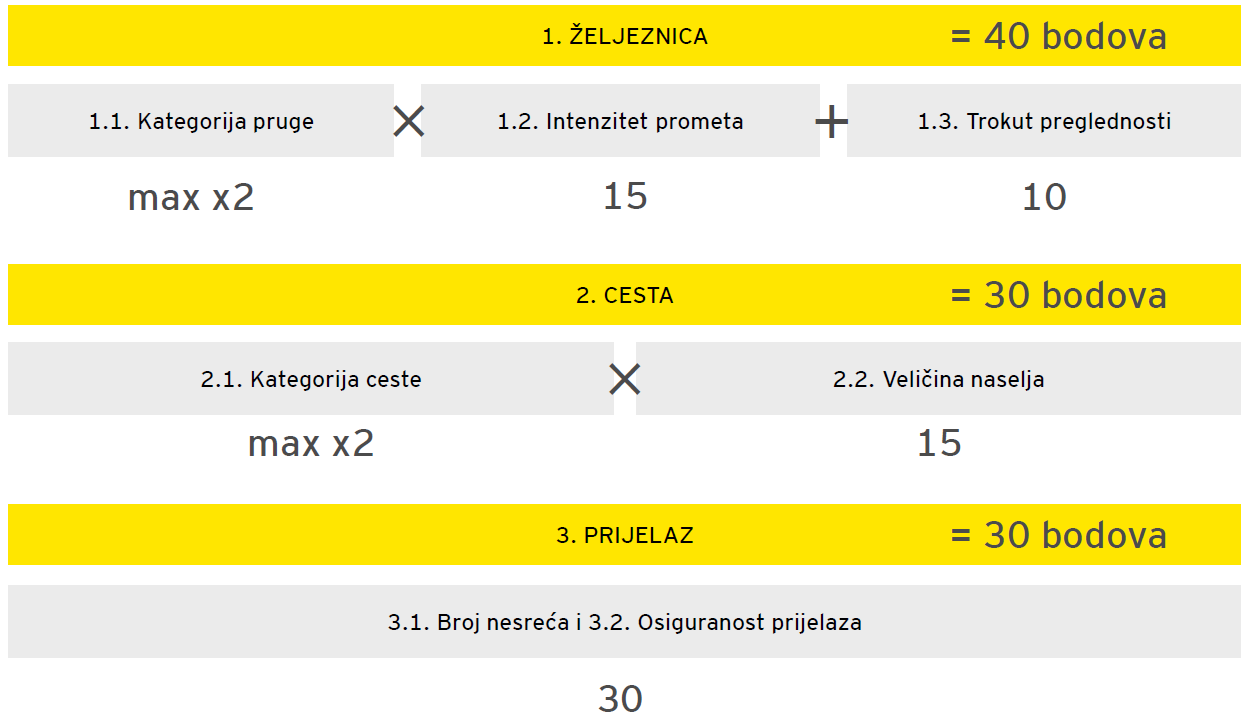 1. ŽELJEZNICA = 40 bodova
1.1. Kategorija pruge × 1.2. Intenzitet prometa + 1.3. Trokut preglednosti
max x2 15 10
2. CESTA = 30 bodova
2.1. Kategorija ceste × 2.2. Veličina naselja
max x2 15
3. PRIJELAZ = 30 bodova
3.1. Broj nesreća i 3.2. Osiguranost prijelaza
30